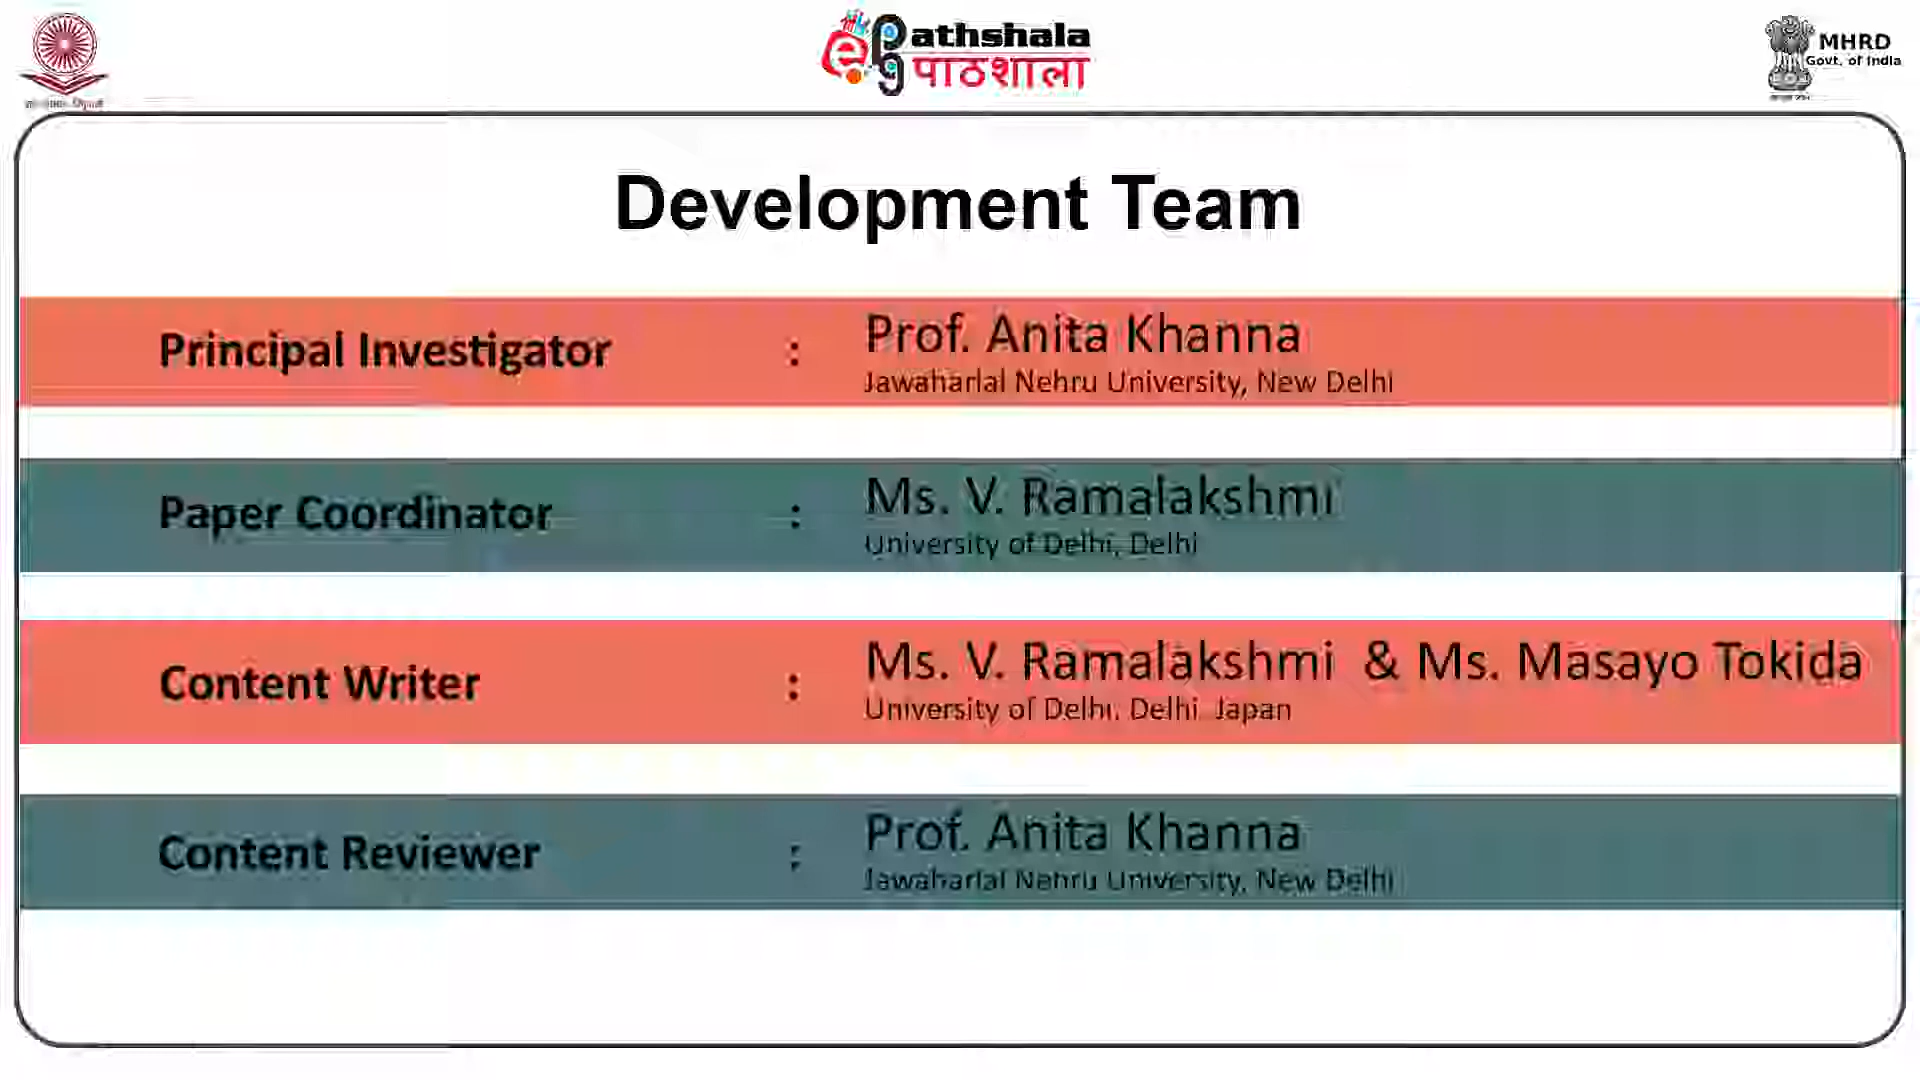 ePathshala
पाठशाला
MHRD
Govt. of India
Development Team
Principal Investigator : Prof. Anita Khanna
Jawaharlal Nehru University, New Delhi
Paper Coordinator : Ms. V. Ramalakshmi
University of Delhi, Delhi
Content Writer : Ms. V. Ramalakshmi & Ms. Masayo Tokida
University of Delhi, Delhi, Japan
Content Reviewer : Prof. Anita Khanna
Jawaharlal Nehru University, New Delhi